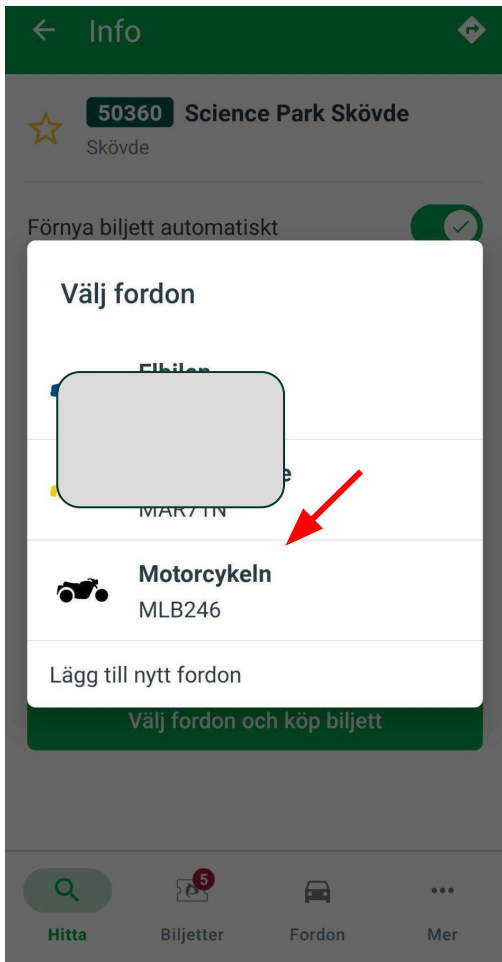 Info
50360 Science Park Skövde
Skövde
Förnya biljett automatiskt
Välj fordon
Elbilen
Motorcykeln
MLB246
Lägg till nytt fordon
Välj fordon och köp biljett
5
Hitta Biljetter Fordon Mer